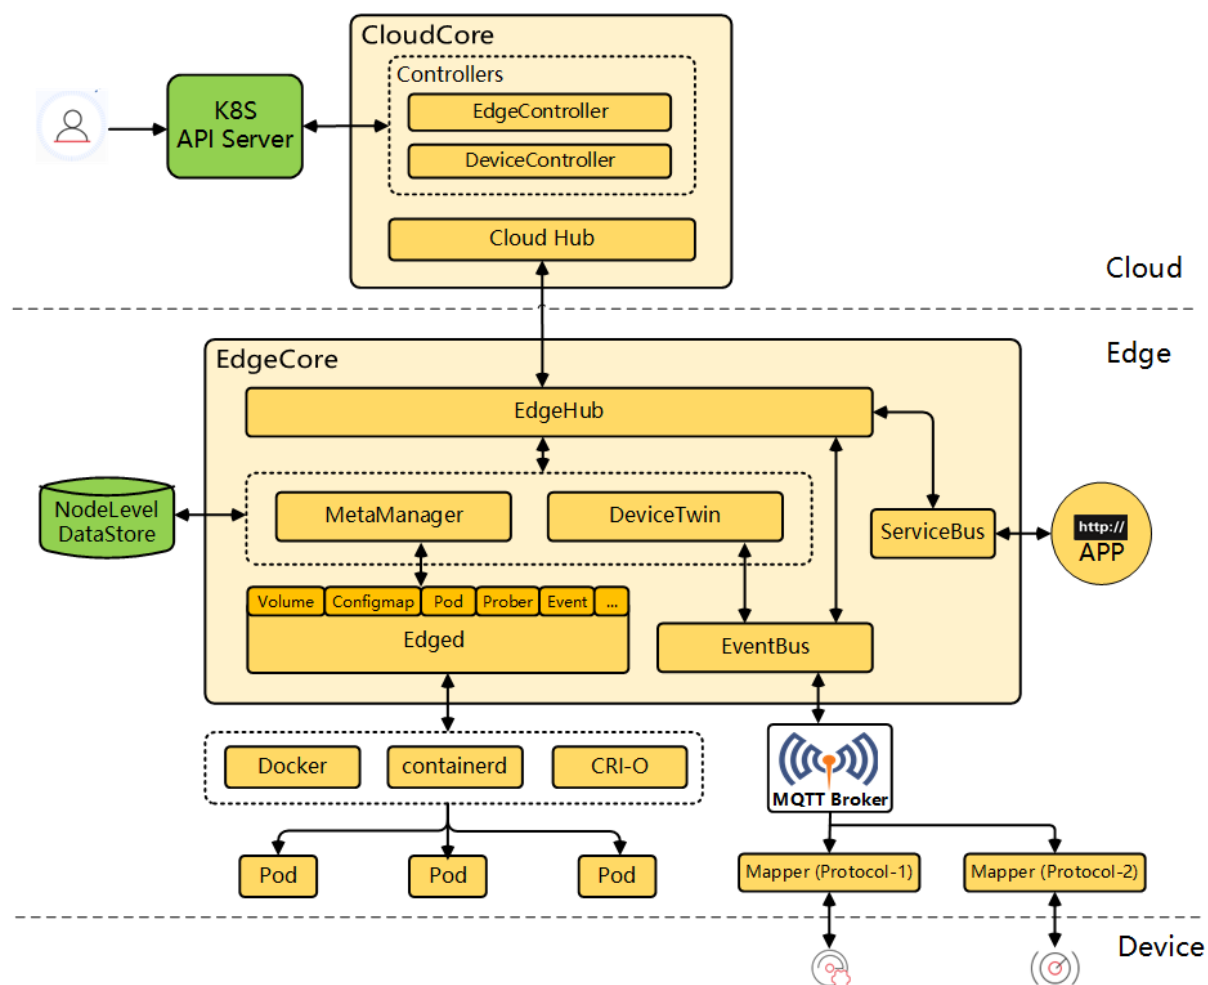 CloudCore
Controllers
EdgeController
DeviceController
K8S
API Server
Cloud Hub
Cloud
Edge
EdgeCore
EdgeHub
NodeLevel
DataStore
MetaManager
DeviceTwin
ServiceBus
http://
APP
Volume
Configmap
Pod
Prober
Event
...
Edged
EventBus
Docker
containerd
CRI-O
MQTT Broker
Pod
Pod
Pod
Mapper (Protocol-1)
Mapper (Protocol-2)
Device